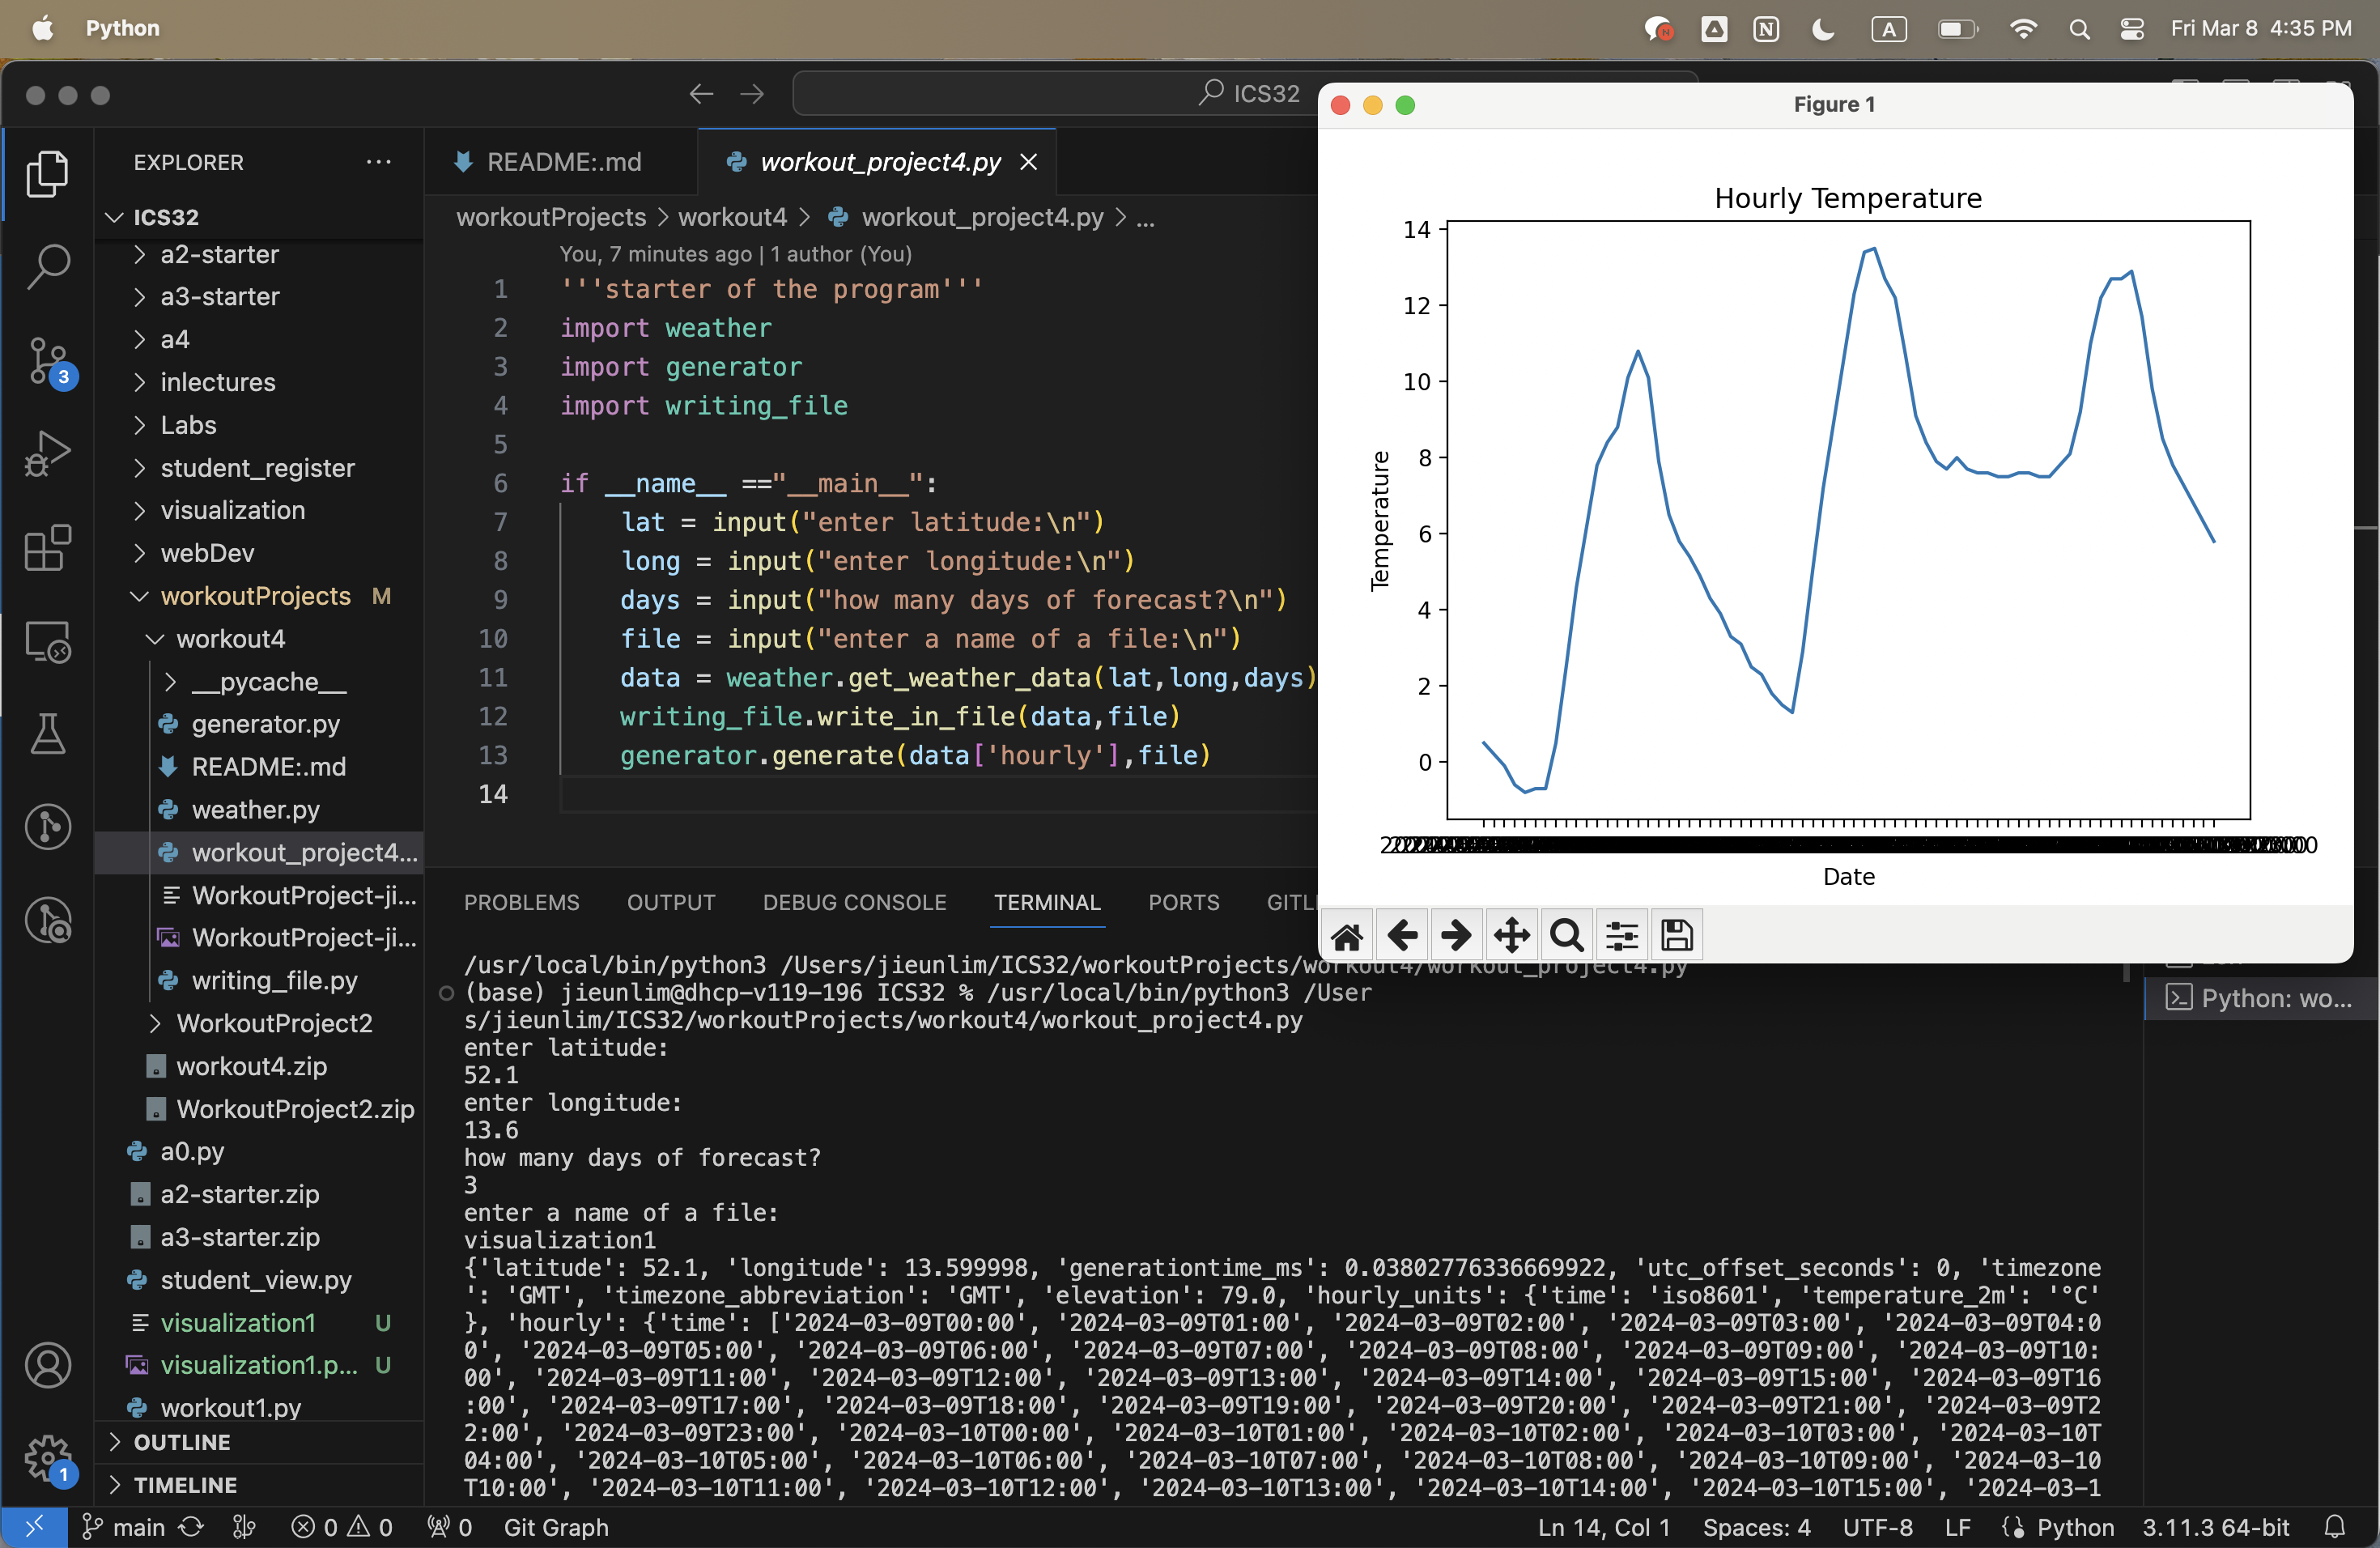 Python
Fri Mar 8 4:35 PM
ICS32
EXPLORER
ICS32
a2-starter
a3-starter
a4
inlectures
Labs
student_register
visualization
webDev
workoutProjects M
workout4
__pycache__
generator.py
README:.md
weather.py
workout_project4...
WorkoutProject-ji...
WorkoutProject-ji...
writing_file.py
WorkoutProject2
workout4.zip
WorkoutProject2.zip
a0.py
a2-starter.zip
a3-starter.zip
student_view.py
visualization1 U
visualization1.p... U
workout1.py
OUTLINE
TIMELINE
3
1
README:.md
workout_project4.py
workoutProjects > workout4 > workout_project4.py > ...
You, 7 minutes ago | 1 author (You)
1 '''starter of the program'''
2 import weather
3 import generator
4 import writing_file
5
6 if __name__ =="__main__":
7 lat = input("enter latitude:\n")
8 long = input("enter longitude:\n")
9 days = input("how many days of forecast?\n")
10 file = input("enter a name of a file:\n")
11 data = weather.get_weather_data(lat,long,days)
12 writing_file.write_in_file(data,file)
13 generator.generate(data['hourly'],file)
14
Figure 1
Hourly Temperature
14
12
10
8
6
4
2
0
Temperature
Date
PROBLEMS OUTPUT DEBUG CONSOLE TERMINAL PORTS
/usr/local/bin/python3 /Users/jieunlim/ICS32/workoutProjects/workout4/workout_project4.py
(base) jieunlim@dhcp-v119-196 ICS32 % /usr/local/bin/python3 /User
s/jieunlim/ICS32/workoutProjects/workout4/workout_project4.py
enter latitude:
52.1
enter longitude:
13.6
how many days of forecast?
3
enter a name of a file:
visualization1
{'latitude': 52.1, 'longitude': 13.599998, 'generationtime_ms': 0.03802776336669922, 'utc_offset_seconds': 0, 'timezone
': 'GMT', 'timezone_abbreviation': 'GMT', 'elevation': 79.0, 'hourly_units': {'time': 'iso8601', 'temperature_2m': '°C'
}, 'hourly': {'time': ['2024-03-09T00:00', '2024-03-09T01:00', '2024-03-09T02:00', '2024-03-09T03:00', '2024-03-09T04:0
0', '2024-03-09T05:00', '2024-03-09T06:00', '2024-03-09T07:00', '2024-03-09T08:00', '2024-03-09T09:00', '2024-03-09T10:
00', '2024-03-09T11:00', '2024-03-09T12:00', '2024-03-09T13:00', '2024-03-09T14:00', '2024-03-09T15:00', '2024-03-09T16
:00', '2024-03-09T17:00', '2024-03-09T18:00', '2024-03-09T19:00', '2024-03-09T20:00', '2024-03-09T21:00', '2024-03-09T2
2:00', '2024-03-09T23:00', '2024-03-10T00:00', '2024-03-10T01:00', '2024-03-10T02:00', '2024-03-10T03:00', '2024-03-10T
04:00', '2024-03-10T05:00', '2024-03-10T06:00', '2024-03-10T07:00', '2024-03-10T08:00', '2024-03-10T09:00', '2024-03-10
T10:00', '2024-03-10T11:00', '2024-03-10T12:00', '2024-03-10T13:00', '2024-03-10T14:00', '2024-03-10T15:00', '2024-03-1
Python: wo...
main 0 0 0 Git Graph Ln 14, Col 1 Spaces: 4 UTF-8 LF Python 3.11.3 64-bit